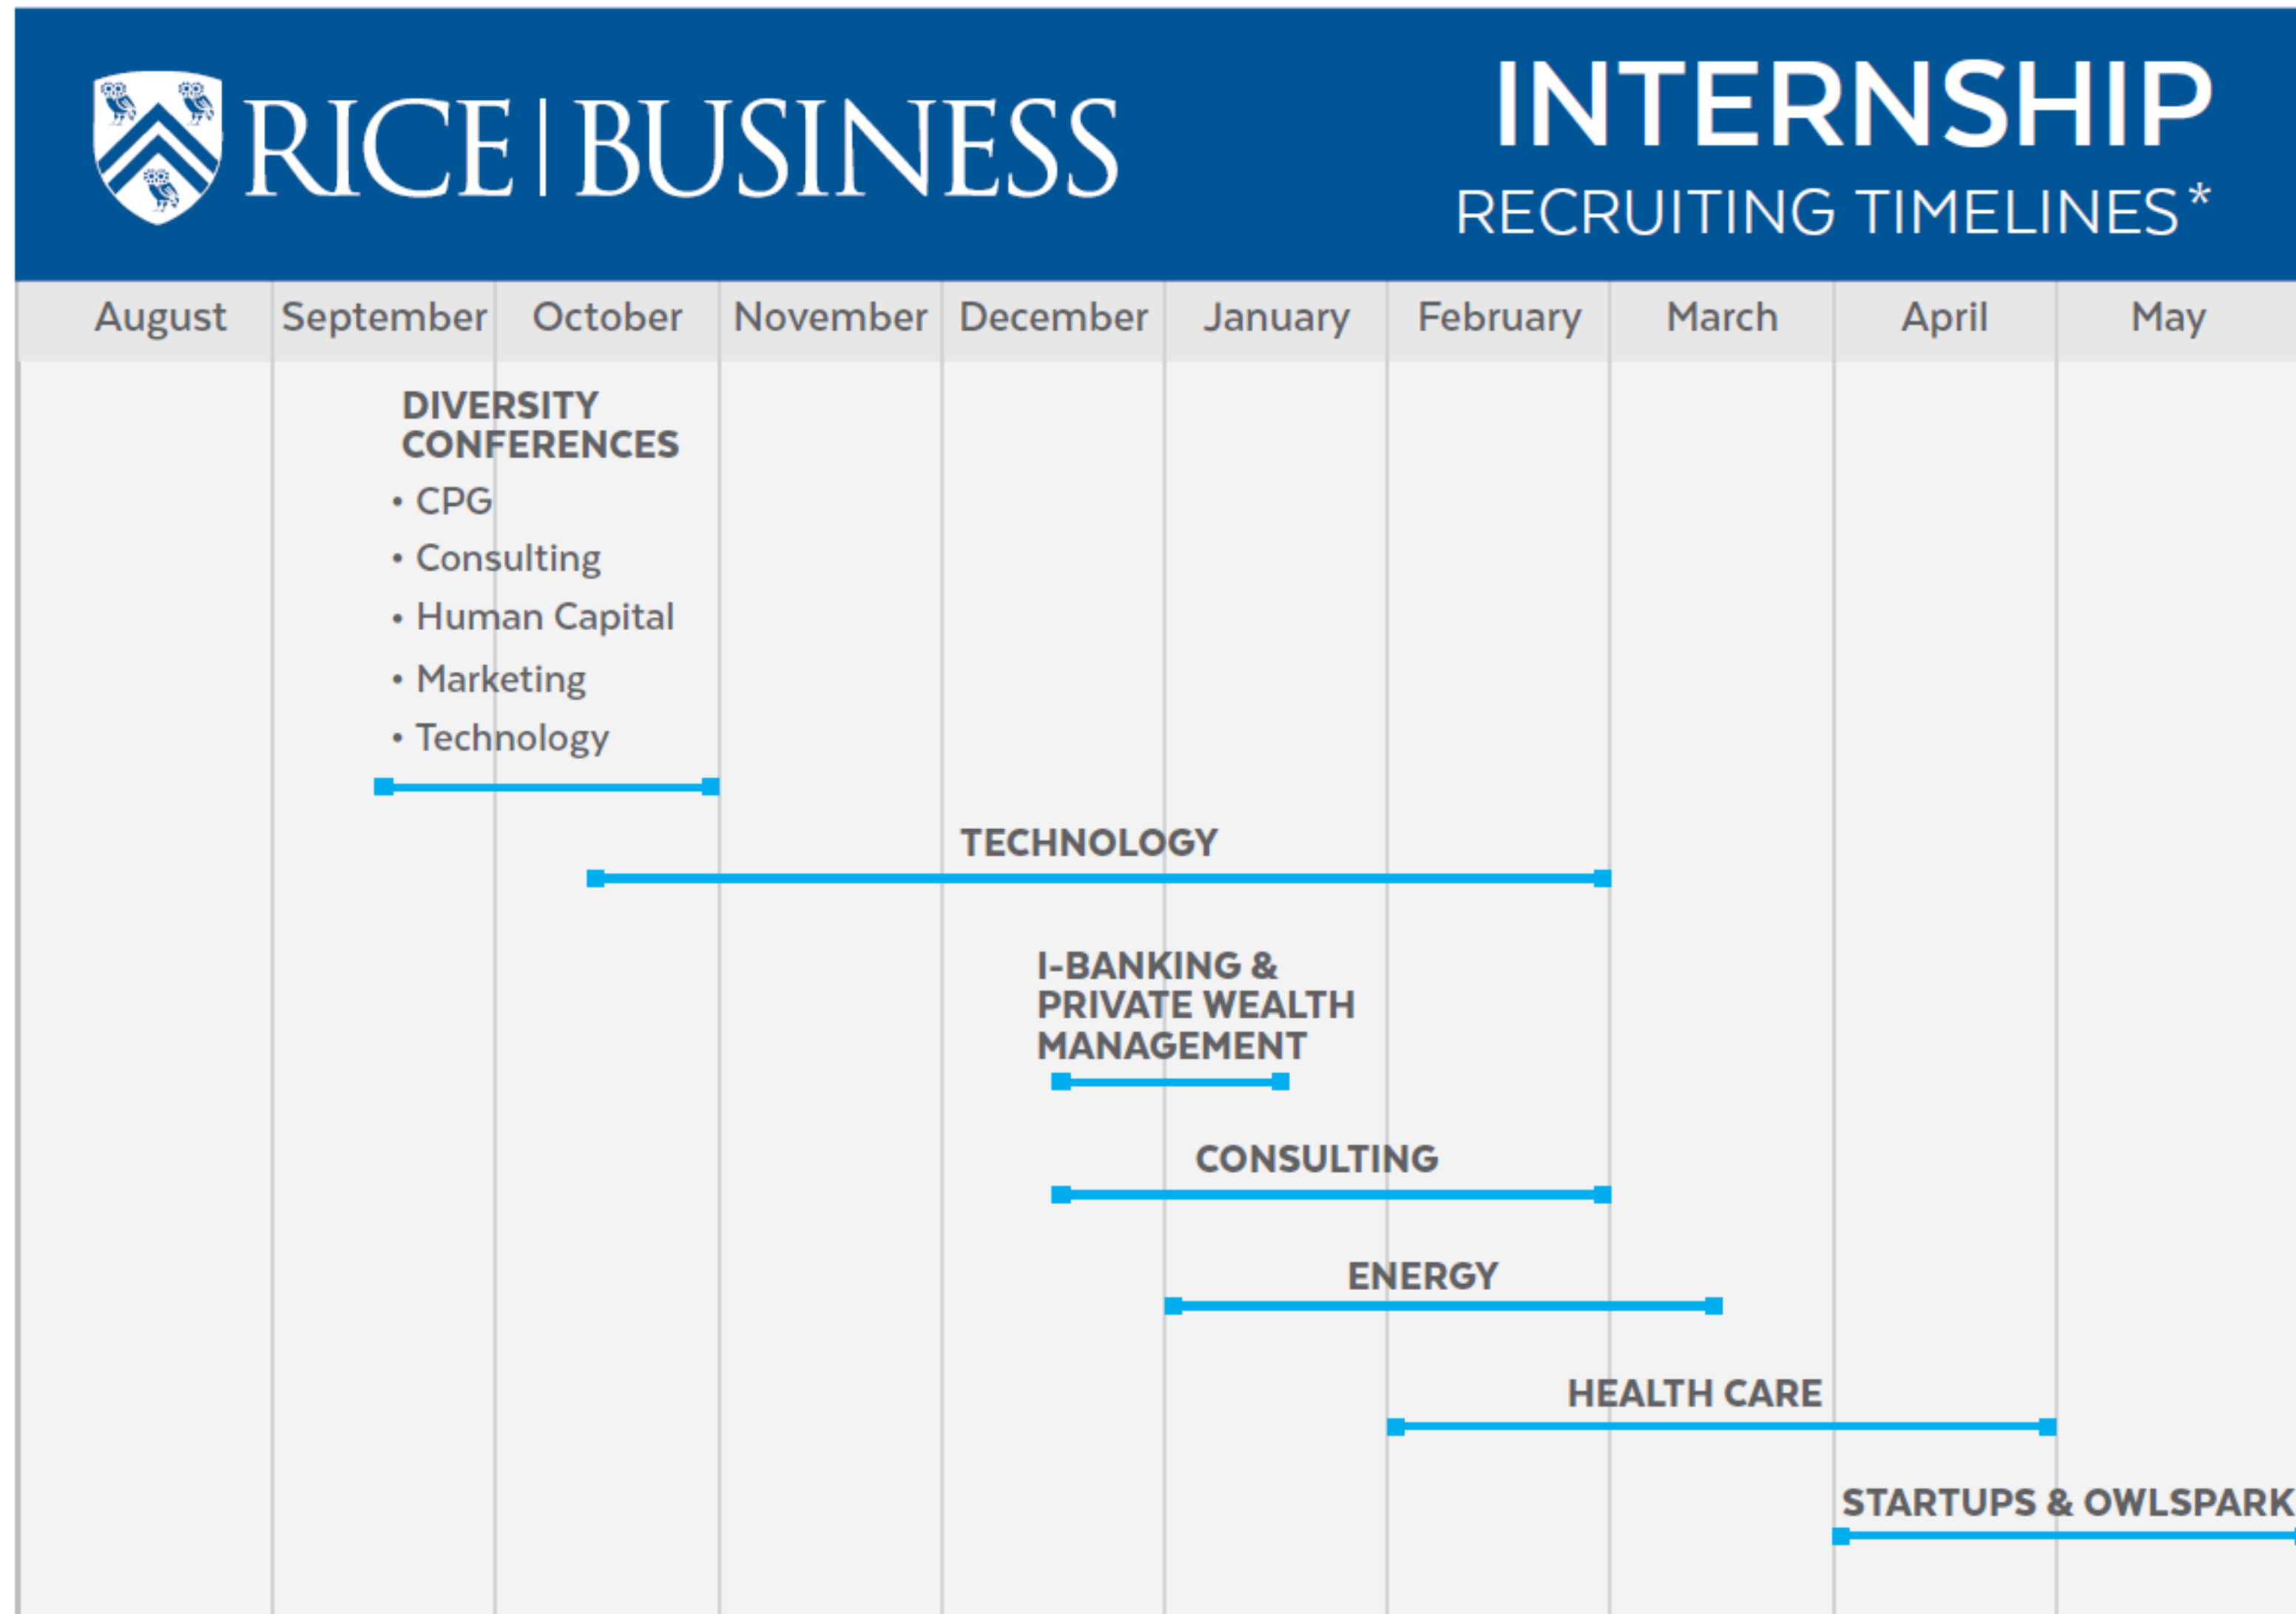 RICE | BUSINESS
INTERNSHIP
RECRUITING TIMELINES*
August September October November December January February March April May
DIVERSITY
CONFERENCES
• CPG
• Consulting
• Human Capital
• Marketing
• Technology
TECHNOLOGY
I-BANKING &
PRIVATE WEALTH
MANAGEMENT
CONSULTING
ENERGY
HEALTH CARE
STARTUPS & OWLSPARK